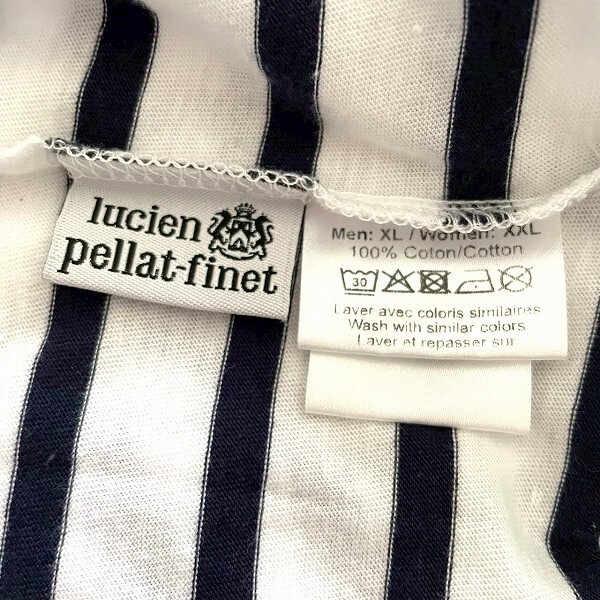 lucien
pellat-finet
Men: XL / Women: XXL
100% Coton/Cotton
30
Laver avec coloris similaires
Wash with similar colors
Laver et repasser sur